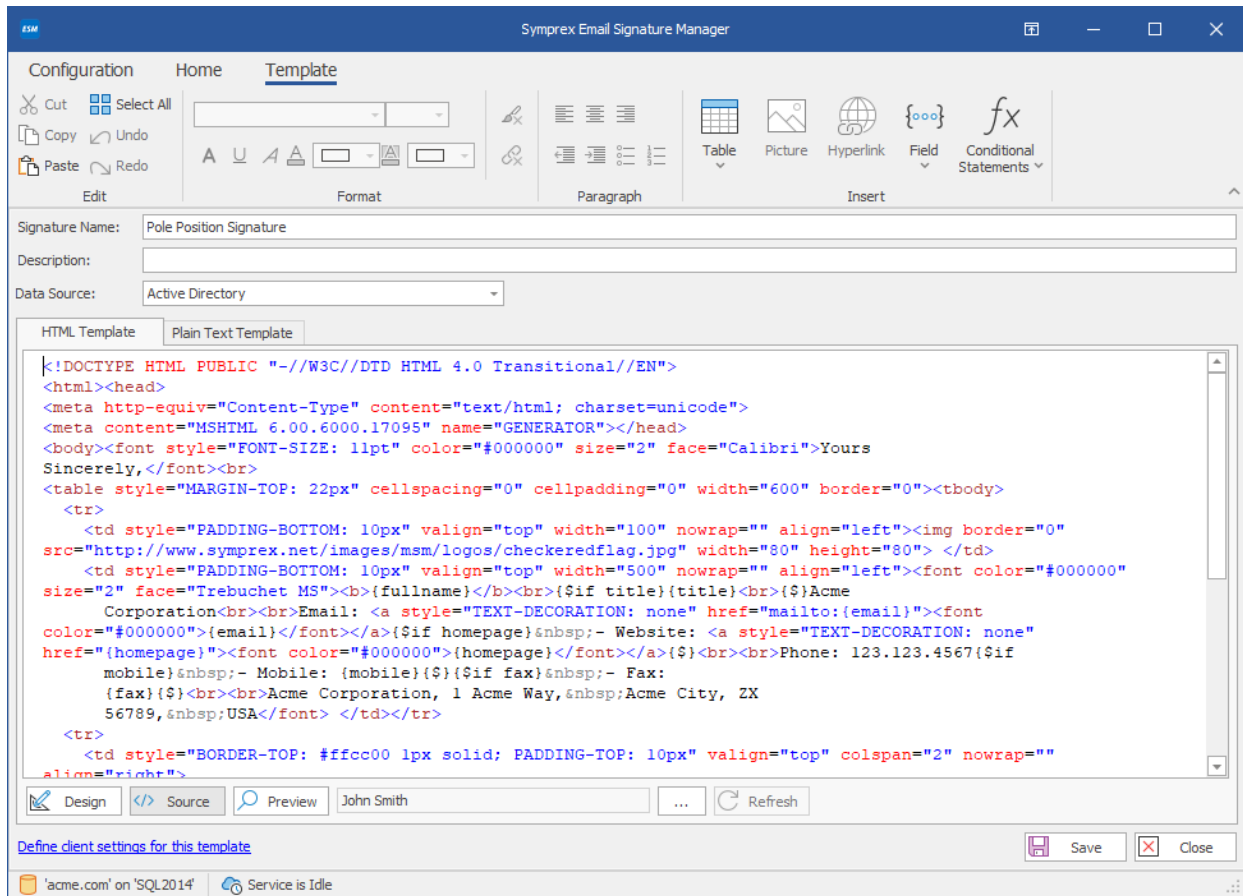 ESM
Symprex Email Signature Manager
Configuration Home Template
Cut Select All
Copy Undo
Paste Redo
Edit
A U A A A
Format
Paragraph
Table Picture Hyperlink Field Conditional
Statements
Insert
Signature Name: Pole Position Signature
Description:
Data Source: Active Directory
HTML Template Plain Text Template
<!DOCTYPE HTML PUBLIC "-//W3C//DTD HTML 4.0 Transitional//EN">
<html><head>
<meta http-equiv="Content-Type" content="text/html; charset=unicode">
<meta content="MSHTML 6.00.6000.17095" name="GENERATOR"></head>
<body><font style="FONT-SIZE: 11pt" color="#000000" size="2" face="Calibri">Yours
Sincerely,</font><br>
<table style="MARGIN-TOP: 22px" cellspacing="0" cellpadding="0" width="600" border="0"><tbody>
<tr>
<td style="PADDING-BOTTOM: 10px" valign="top" width="100" nowrap="" align="left"><img border="0"
src="http://www.symprex.net/images/msm/logos/checkeredflag.jpg" width="80" height="80"> </td>
<td style="PADDING-BOTTOM: 10px" valign="top" width="500" nowrap="" align="left"><font color="#000000"
size="2" face="Trebuchet MS"><b>{fullname}</b><br>{$if title}{title}<br>{$}Acme
Corporation<br><br>Email: <a style="TEXT-DECORATION: none" href="mailto:{email}"><font
color="#000000">{email}</font></a>{$if homepage}&nbsp;- Website: <a style="TEXT-DECORATION: none"
href="{homepage}"><font color="#000000">{homepage}</font></a>{$}<br><br>Phone: 123.123.4567{$if
mobile}&nbsp;- Mobile: {mobile}{$}{$if fax}&nbsp;- Fax:
{fax}{$}<br><br>Acme Corporation, 1 Acme Way,&nbsp;Acme City, ZX
56789,&nbsp;USA</font> </td></tr>
<tr>
<td style="BORDER-TOP: #ffcc00 1px solid; PADDING-TOP: 10px" valign="top" colspan="2" nowrap=""
align="right">
Design </> Source Preview John Smith ... Refresh
Define client settings for this template
Save Close
'acme.com' on 'SQL2014' Service is Idle